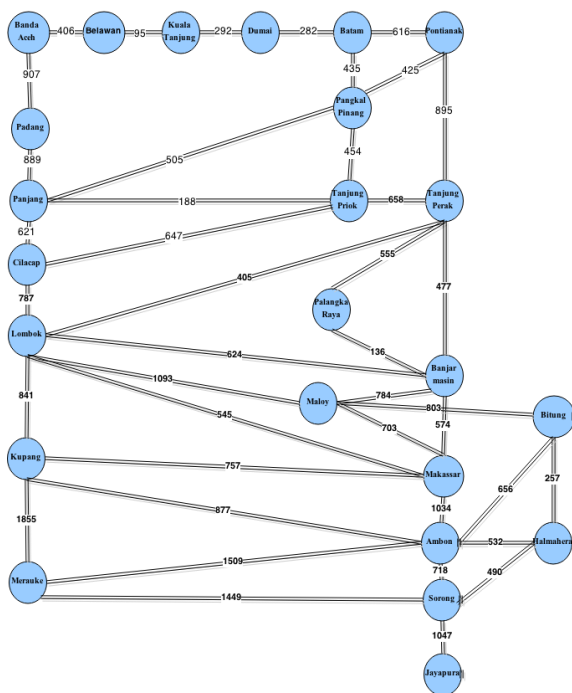 Banda
Aceh
406
Belawan
95
Kuala
Tanjung
292
Dumai
282
Batam
616
Pontianak
907
435
425
Pangkal
Pinang
895
Padang
889
505
454
Panjang
188
Tanjung
Priok
658
Tanjung
Perak
621
647
Cilacap
787
405
555
477
Palangka
Raya
Lombok
624
136
Banjar
masin
1093
Maloy
784
803
Bitung
841
545
703
574
Kupang
757
Makassar
656
257
1855
877
1034
Ambon
532
Halmahera
1509
718
490
Merauke
1449
Sorong
1047
Jayapura